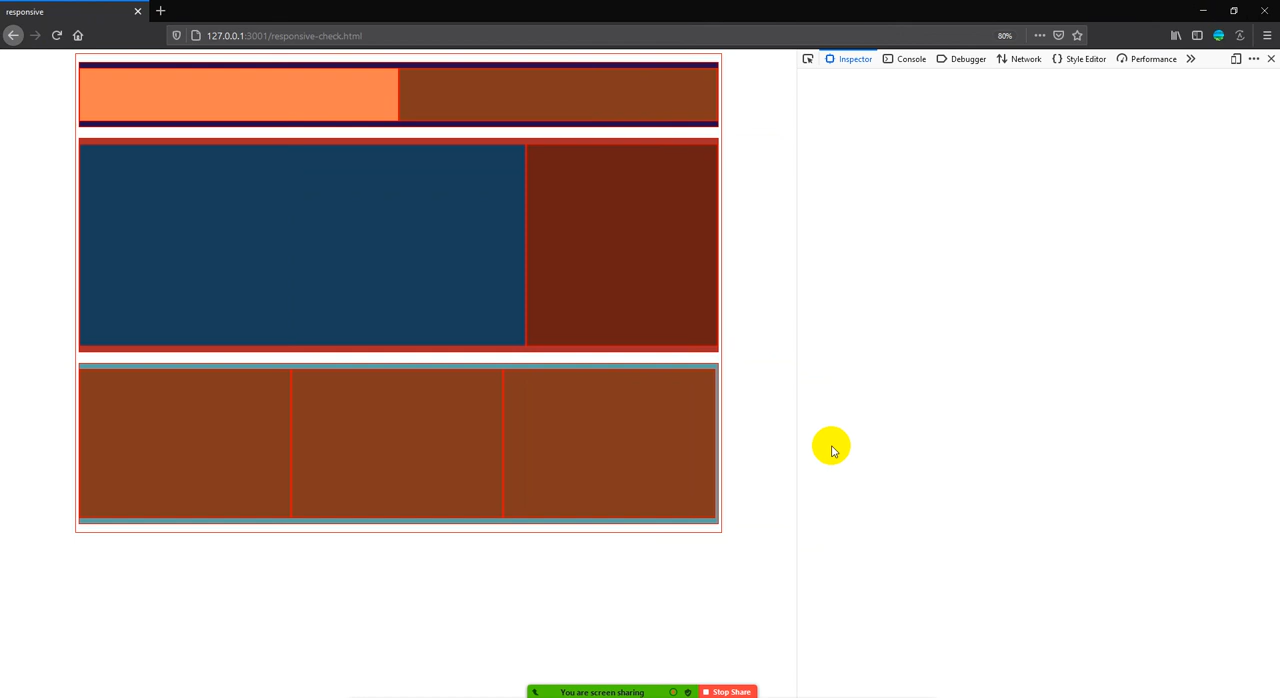 responsive
127.0.0.1:3001/responsive-check.html
80%
Inspector
Console
Debugger
Network
Style Editor
Performance
You are screen sharing
Stop Share